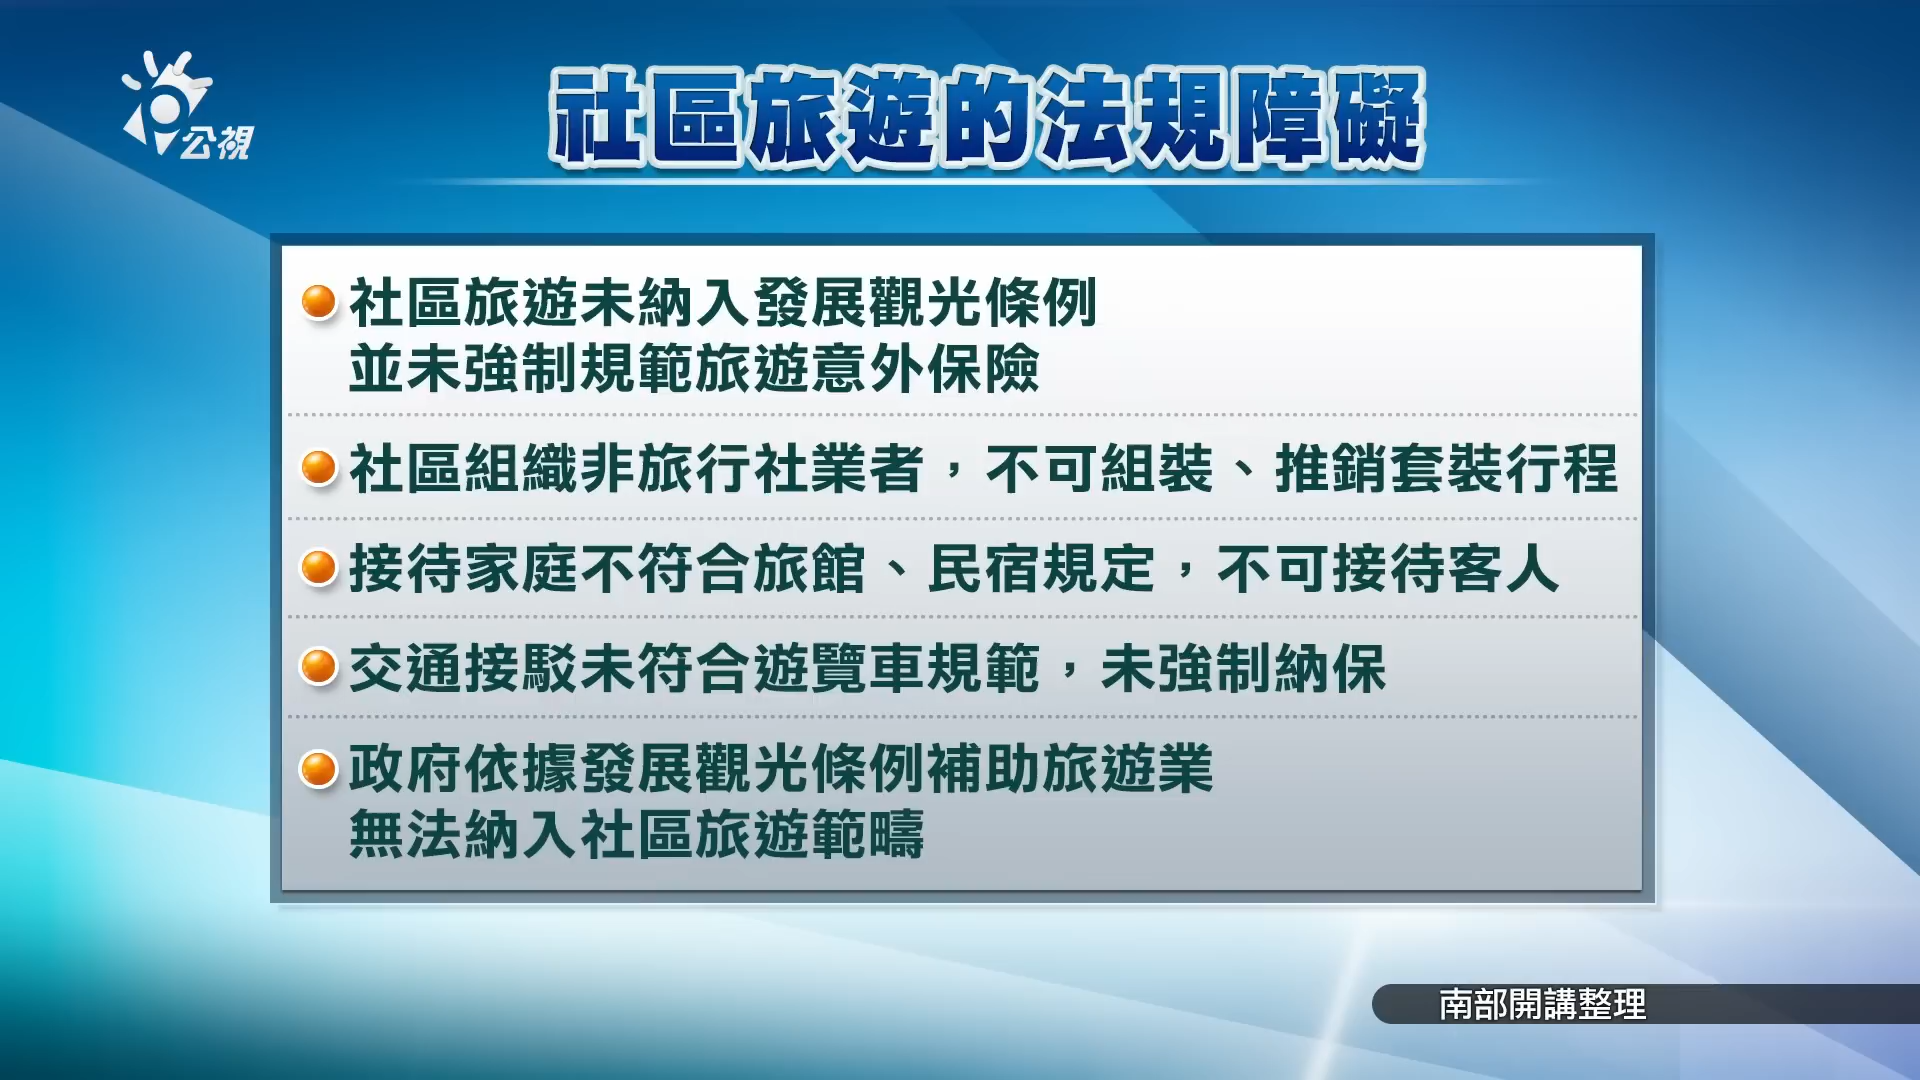 公視
社區旅遊的法規障礙
社區旅遊未納入發展觀光條例
並未強制規範旅遊意外保險
社區組織非旅行社業者，不可組裝、推銷套裝行程
接待家庭不符合旅館、民宿規定，不可接待客人
交通接駁未符合遊覽車規範，未強制納保
政府依據發展觀光條例補助旅遊業
無法納入社區旅遊範疇
南部開講整理